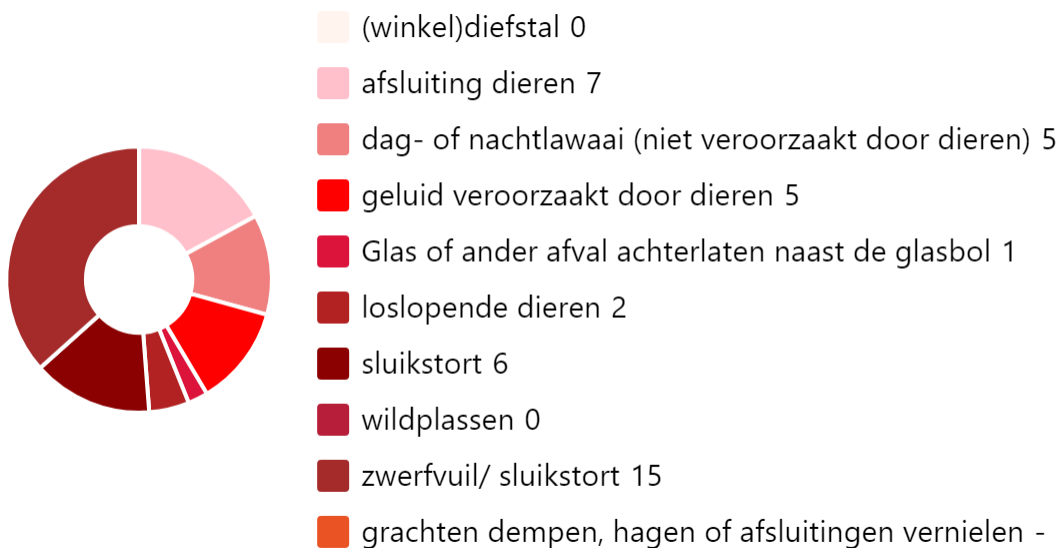 (winkel)diefstal 0
afsluiting dieren 7
dag- of nachtlawaai (niet veroorzaakt door dieren) 5
geluid veroorzaakt door dieren 5
Glas of ander afval achterlaten naast de glasbol 1
loslopende dieren 2
sluikstort 6
wildplassen 0
zwerfvuil/ sluikstort 15
grachten dempen, hagen of afsluitingen vernielen -